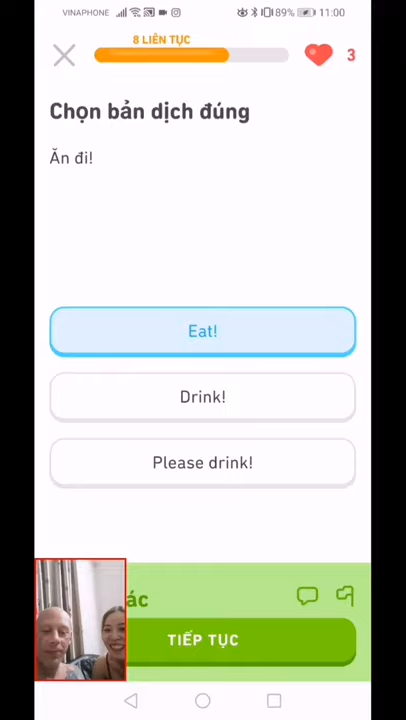 VINAPHONE 89% 11:00
8 LIÊN TỤC
3
Chọn bản dịch đúng
Ăn đi!
Eat!
Drink!
Please drink!
ác
TIẾP TỤC